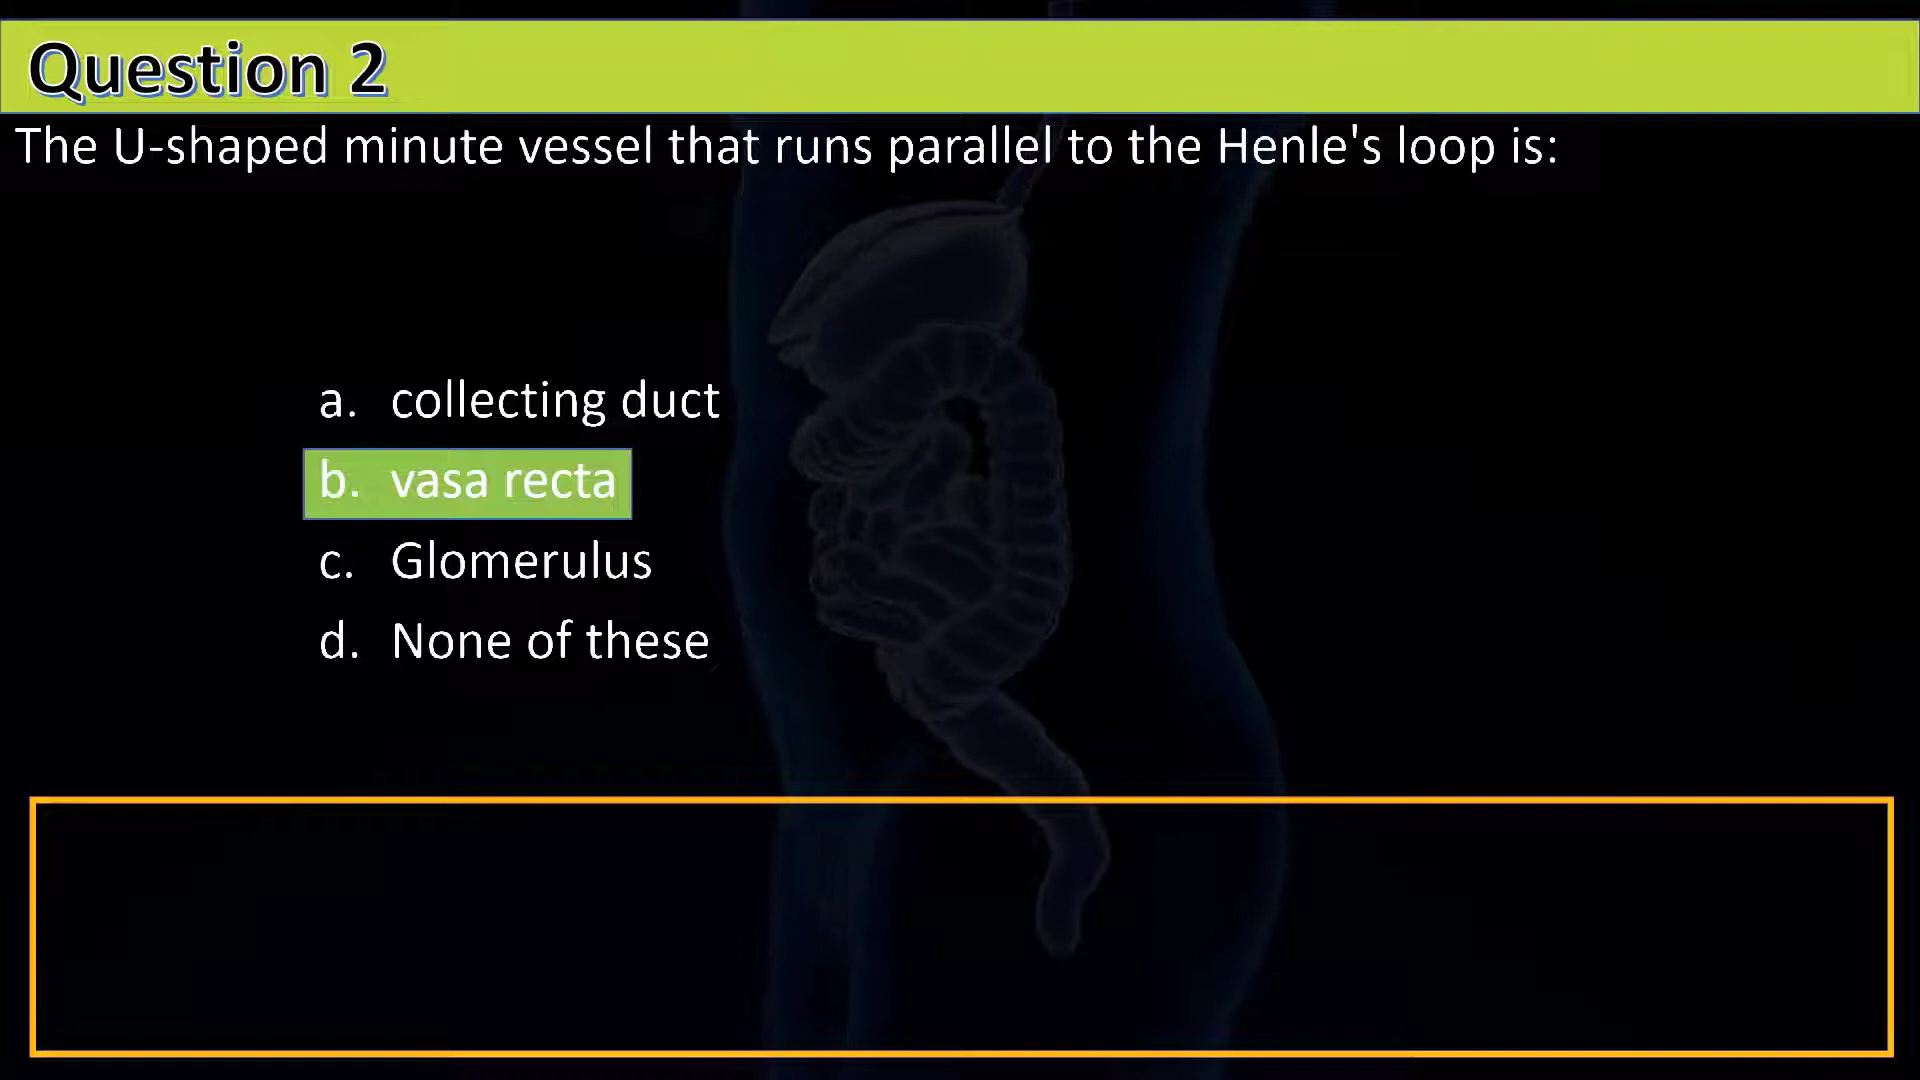 Question 2
The U-shaped minute vessel that runs parallel to the Henle's loop is:
a. collecting duct
b. vasa recta
c. Glomerulus
d. None of these